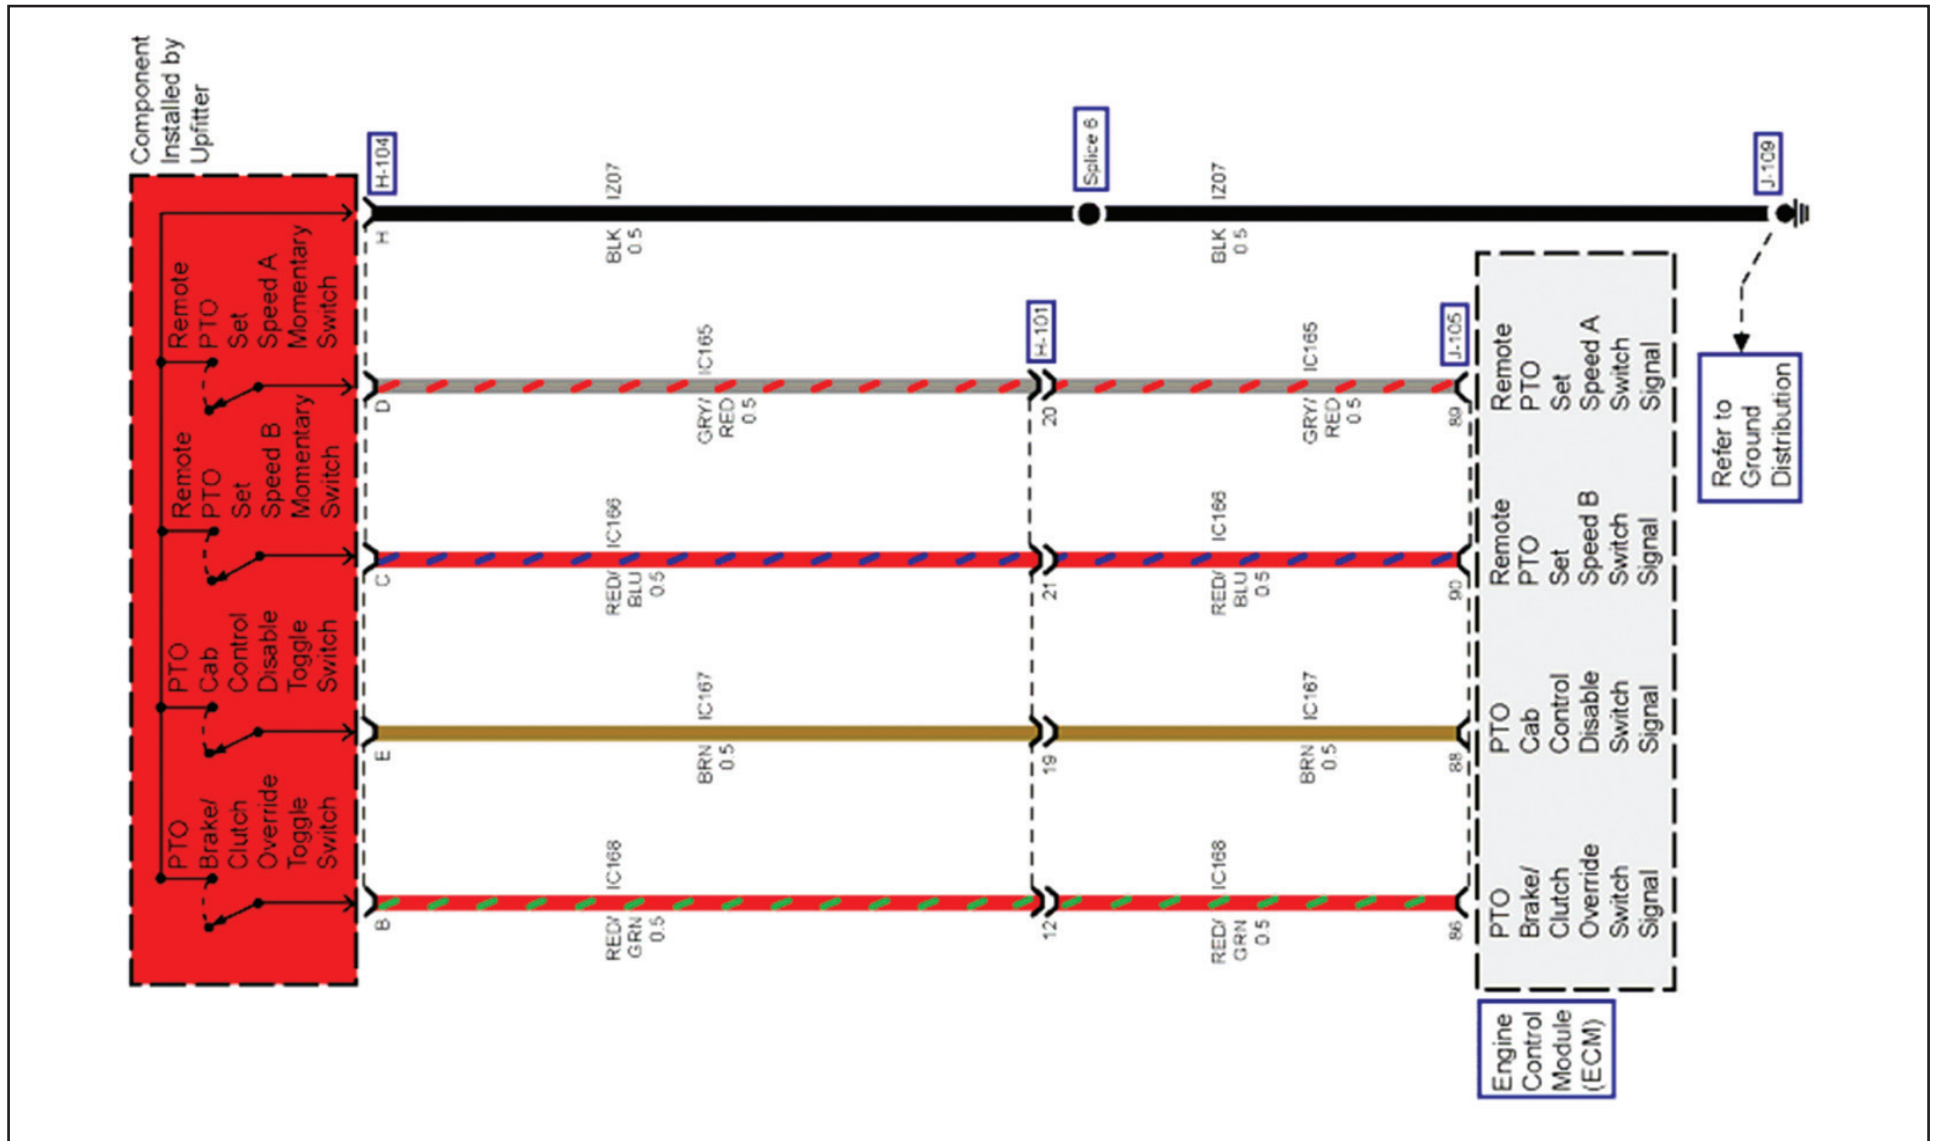 Component
Installed by
Upfitter
PTO
Brake/
Clutch
Override
Toggle
Switch
PTO
Cab
Control
Disable
Toggle
Switch
Remote
PTO
Set
Speed B
Momentary
Switch
Remote
PTO
Set
Speed A
Momentary
Switch
H-104
B
E
C
D
H
RED/
GRN
0.5
IC168
BRN
0.5
IC167
RED/
BLU
0.5
IC166
GRY/
RED
0.5
IC165
BLK
0.5
IZ07
H-101
12
19
21
20
Splice 6
RED/
GRN
0.5
IC168
BRN
0.5
IC167
RED/
BLU
0.5
IC166
GRY/
RED
0.5
IC165
BLK
0.5
IZ07
J-105
86
88
90
89
PTO
Brake/
Clutch
Override
Switch
Signal
PTO
Cab
Control
Disable
Switch
Signal
Remote
PTO
Set
Speed B
Switch
Signal
Remote
PTO
Set
Speed A
Switch
Signal
Engine
Control
Module
(ECM)
J-109
Refer to
Ground
Distribution